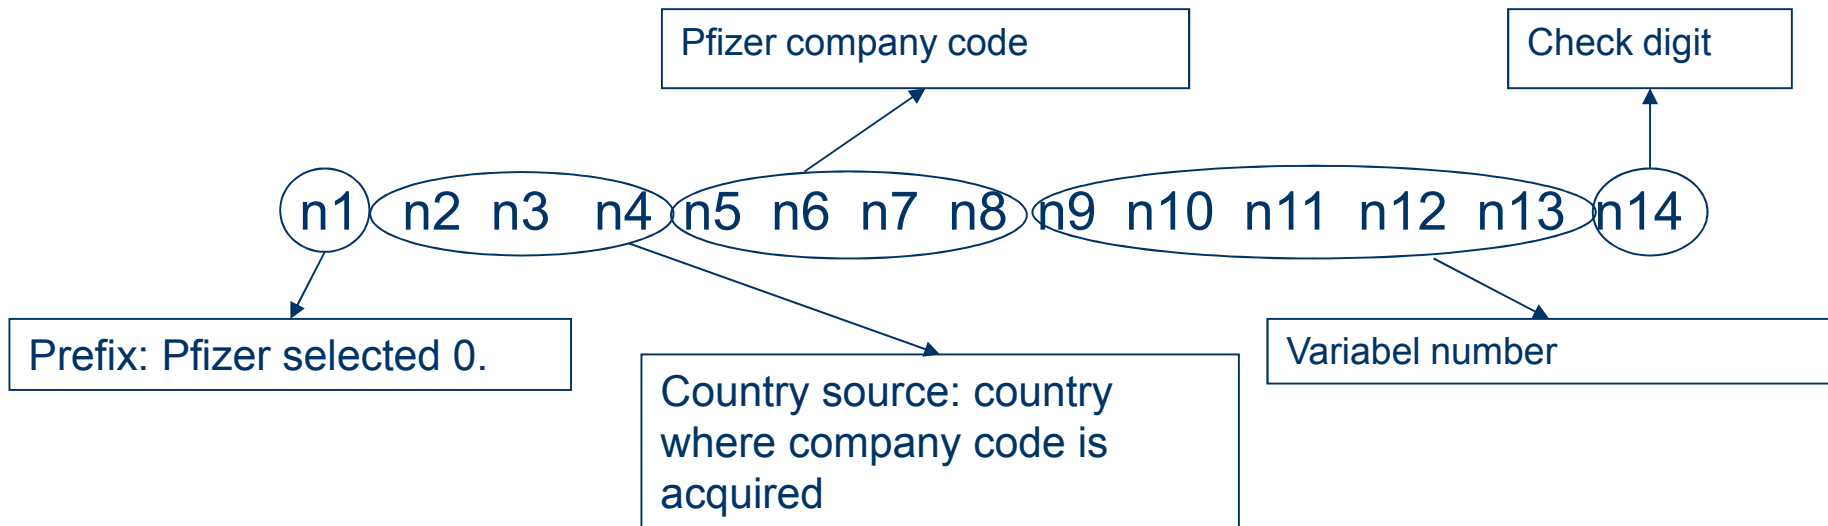 Pfizer company code
Check digit
n1 n2 n3 n4 n5 n6 n7 n8 n9 n10 n11 n12 n13 n14
Prefix: Pfizer selected 0.
Country source: country
where company code is
acquired
Variabel number